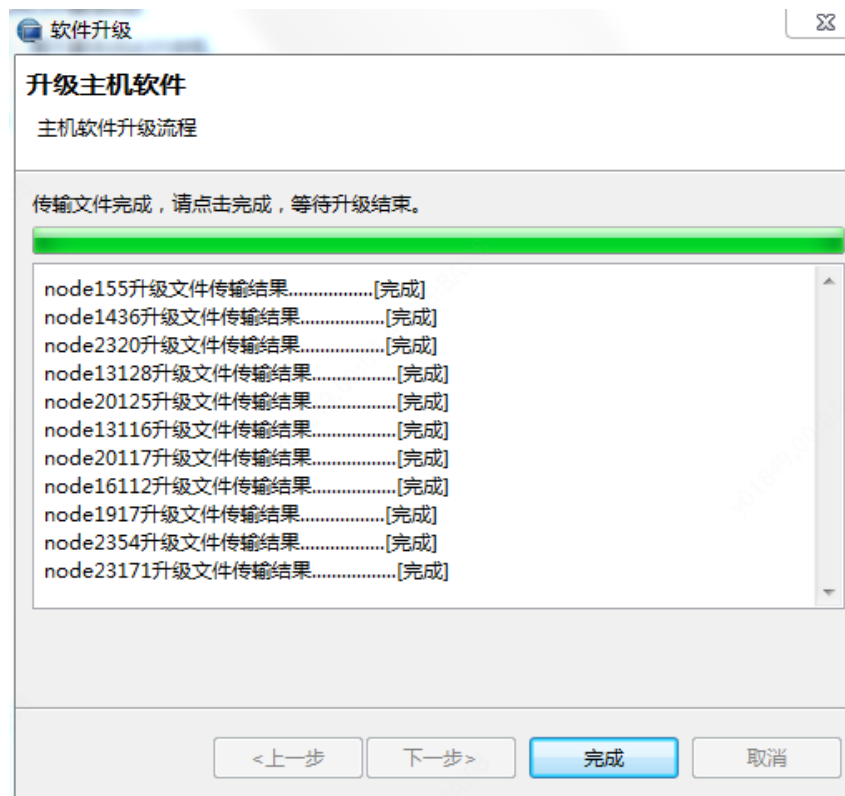 软件升级
升级主机软件
主机软件升级流程
传输文件完成，请点击完成，等待升级结束。
node155升级文件传输结果.................[完成]
node1436升级文件传输结果.................[完成]
node2320升级文件传输结果.................[完成]
node13128升级文件传输结果.................[完成]
node20125升级文件传输结果.................[完成]
node13116升级文件传输结果.................[完成]
node20117升级文件传输结果.................[完成]
node16112升级文件传输结果.................[完成]
node1917升级文件传输结果.................[完成]
node2354升级文件传输结果.................[完成]
node23171升级文件传输结果.................[完成]
<上一步 下一步> 完成 取消